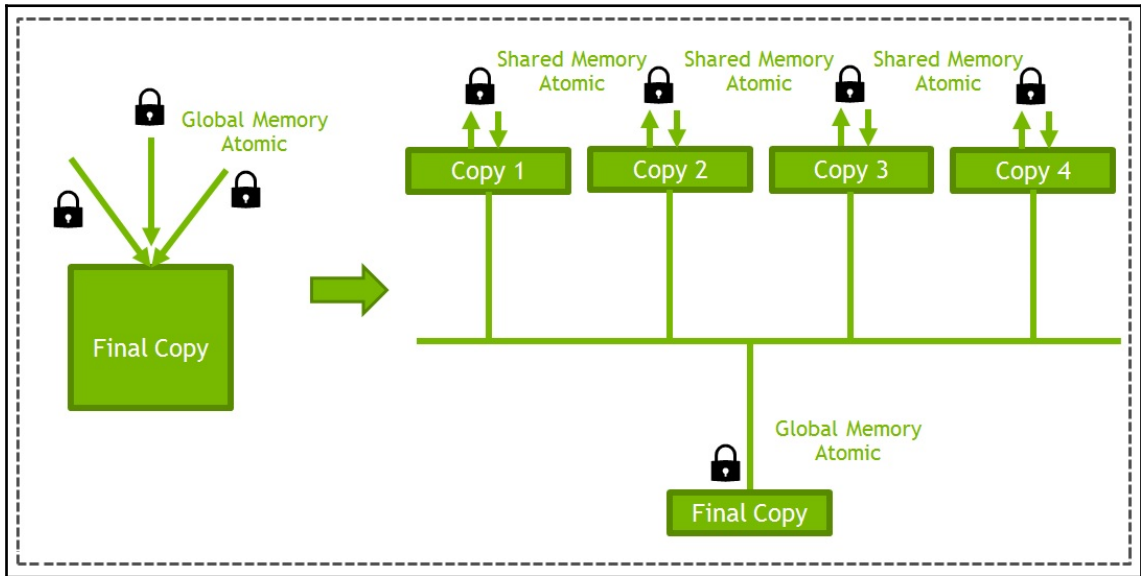 Global Memory
Atomic
Final Copy
Shared Memory
Atomic
Shared Memory
Atomic
Shared Memory
Atomic
Copy 1
Copy 2
Copy 3
Copy 4
Global Memory
Atomic
Final Copy